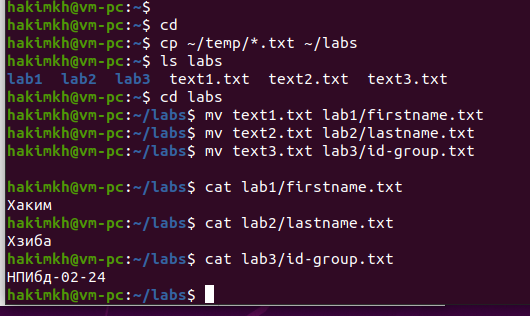 hakimkh@vm-pc:~$
hakimkh@vm-pc:~$ cd
hakimkh@vm-pc:~$ cp ~/temp/*.txt ~/labs
hakimkh@vm-pc:~$ ls labs
lab1  lab2  lab3  text1.txt  text2.txt  text3.txt
hakimkh@vm-pc:~$ cd labs
hakimkh@vm-pc:~/labs$ mv text1.txt lab1/firstname.txt
hakimkh@vm-pc:~/labs$ mv text2.txt lab2/lastname.txt
hakimkh@vm-pc:~/labs$ mv text3.txt lab3/id-group.txt
hakimkh@vm-pc:~/labs$ cat lab1/firstname.txt
Хаким
hakimkh@vm-pc:~/labs$ cat lab2/lastname.txt
Хзиба
hakimkh@vm-pc:~/labs$ cat lab3/id-group.txt
НПИбд-02-24
hakimkh@vm-pc:~/labs$